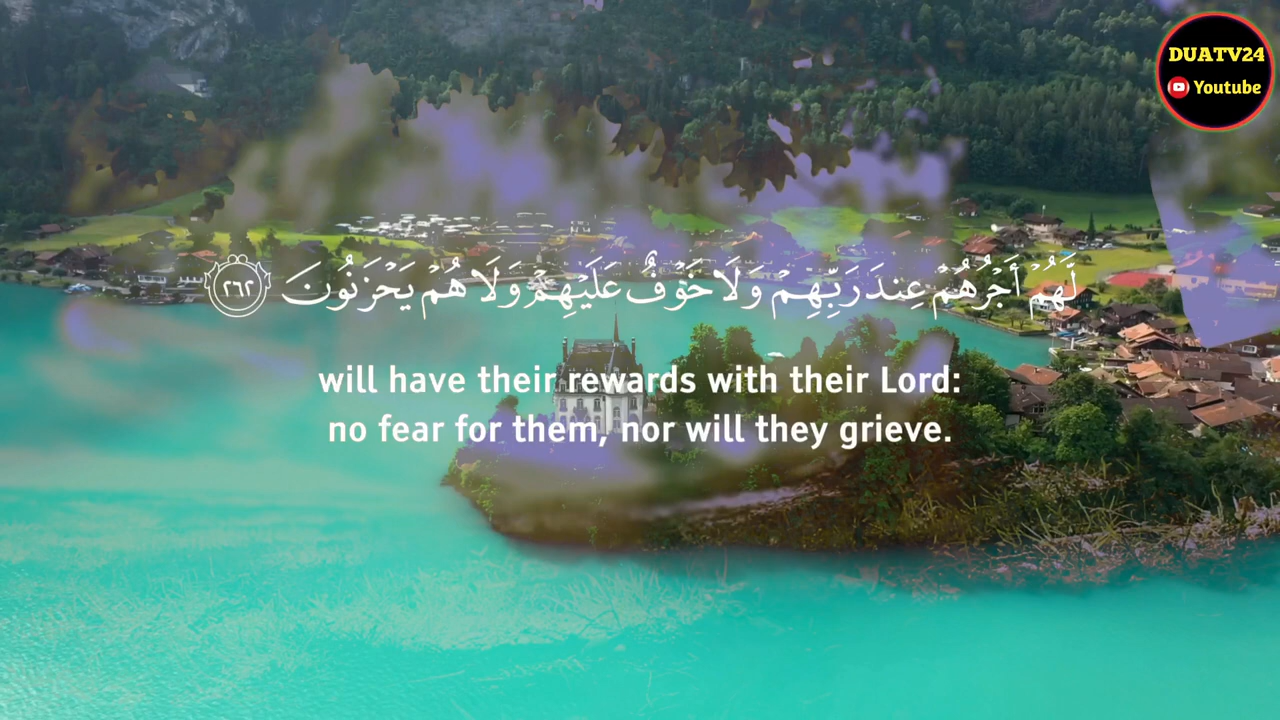 DUATV24
Youtube
لَّهُمْ أَجْرُهُمْ عِندَ رَبِّهِمْ وَلَا خَوْفٌ عَلَيْهِمْ وَلَا هُمْ يَحْزَنُونَ ٢٦٢
will have their rewards with their Lord:
no fear for them, nor will they grieve.